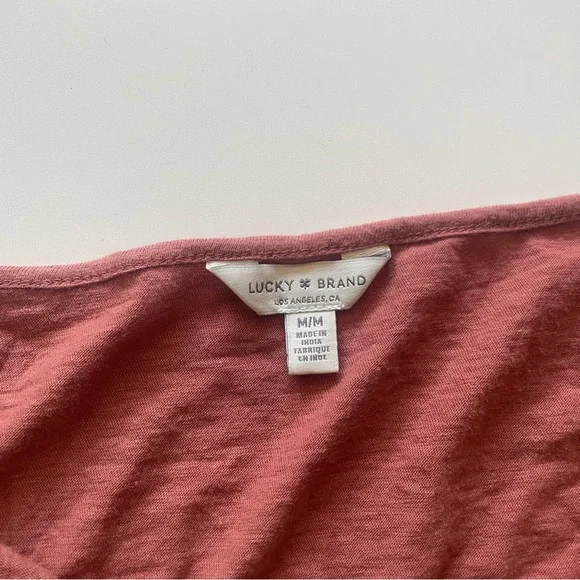 LUCKY BRAND
LOS ANGELES, CA
M/M
MADE IN
INDIA
FABRIQUE
EN INDE